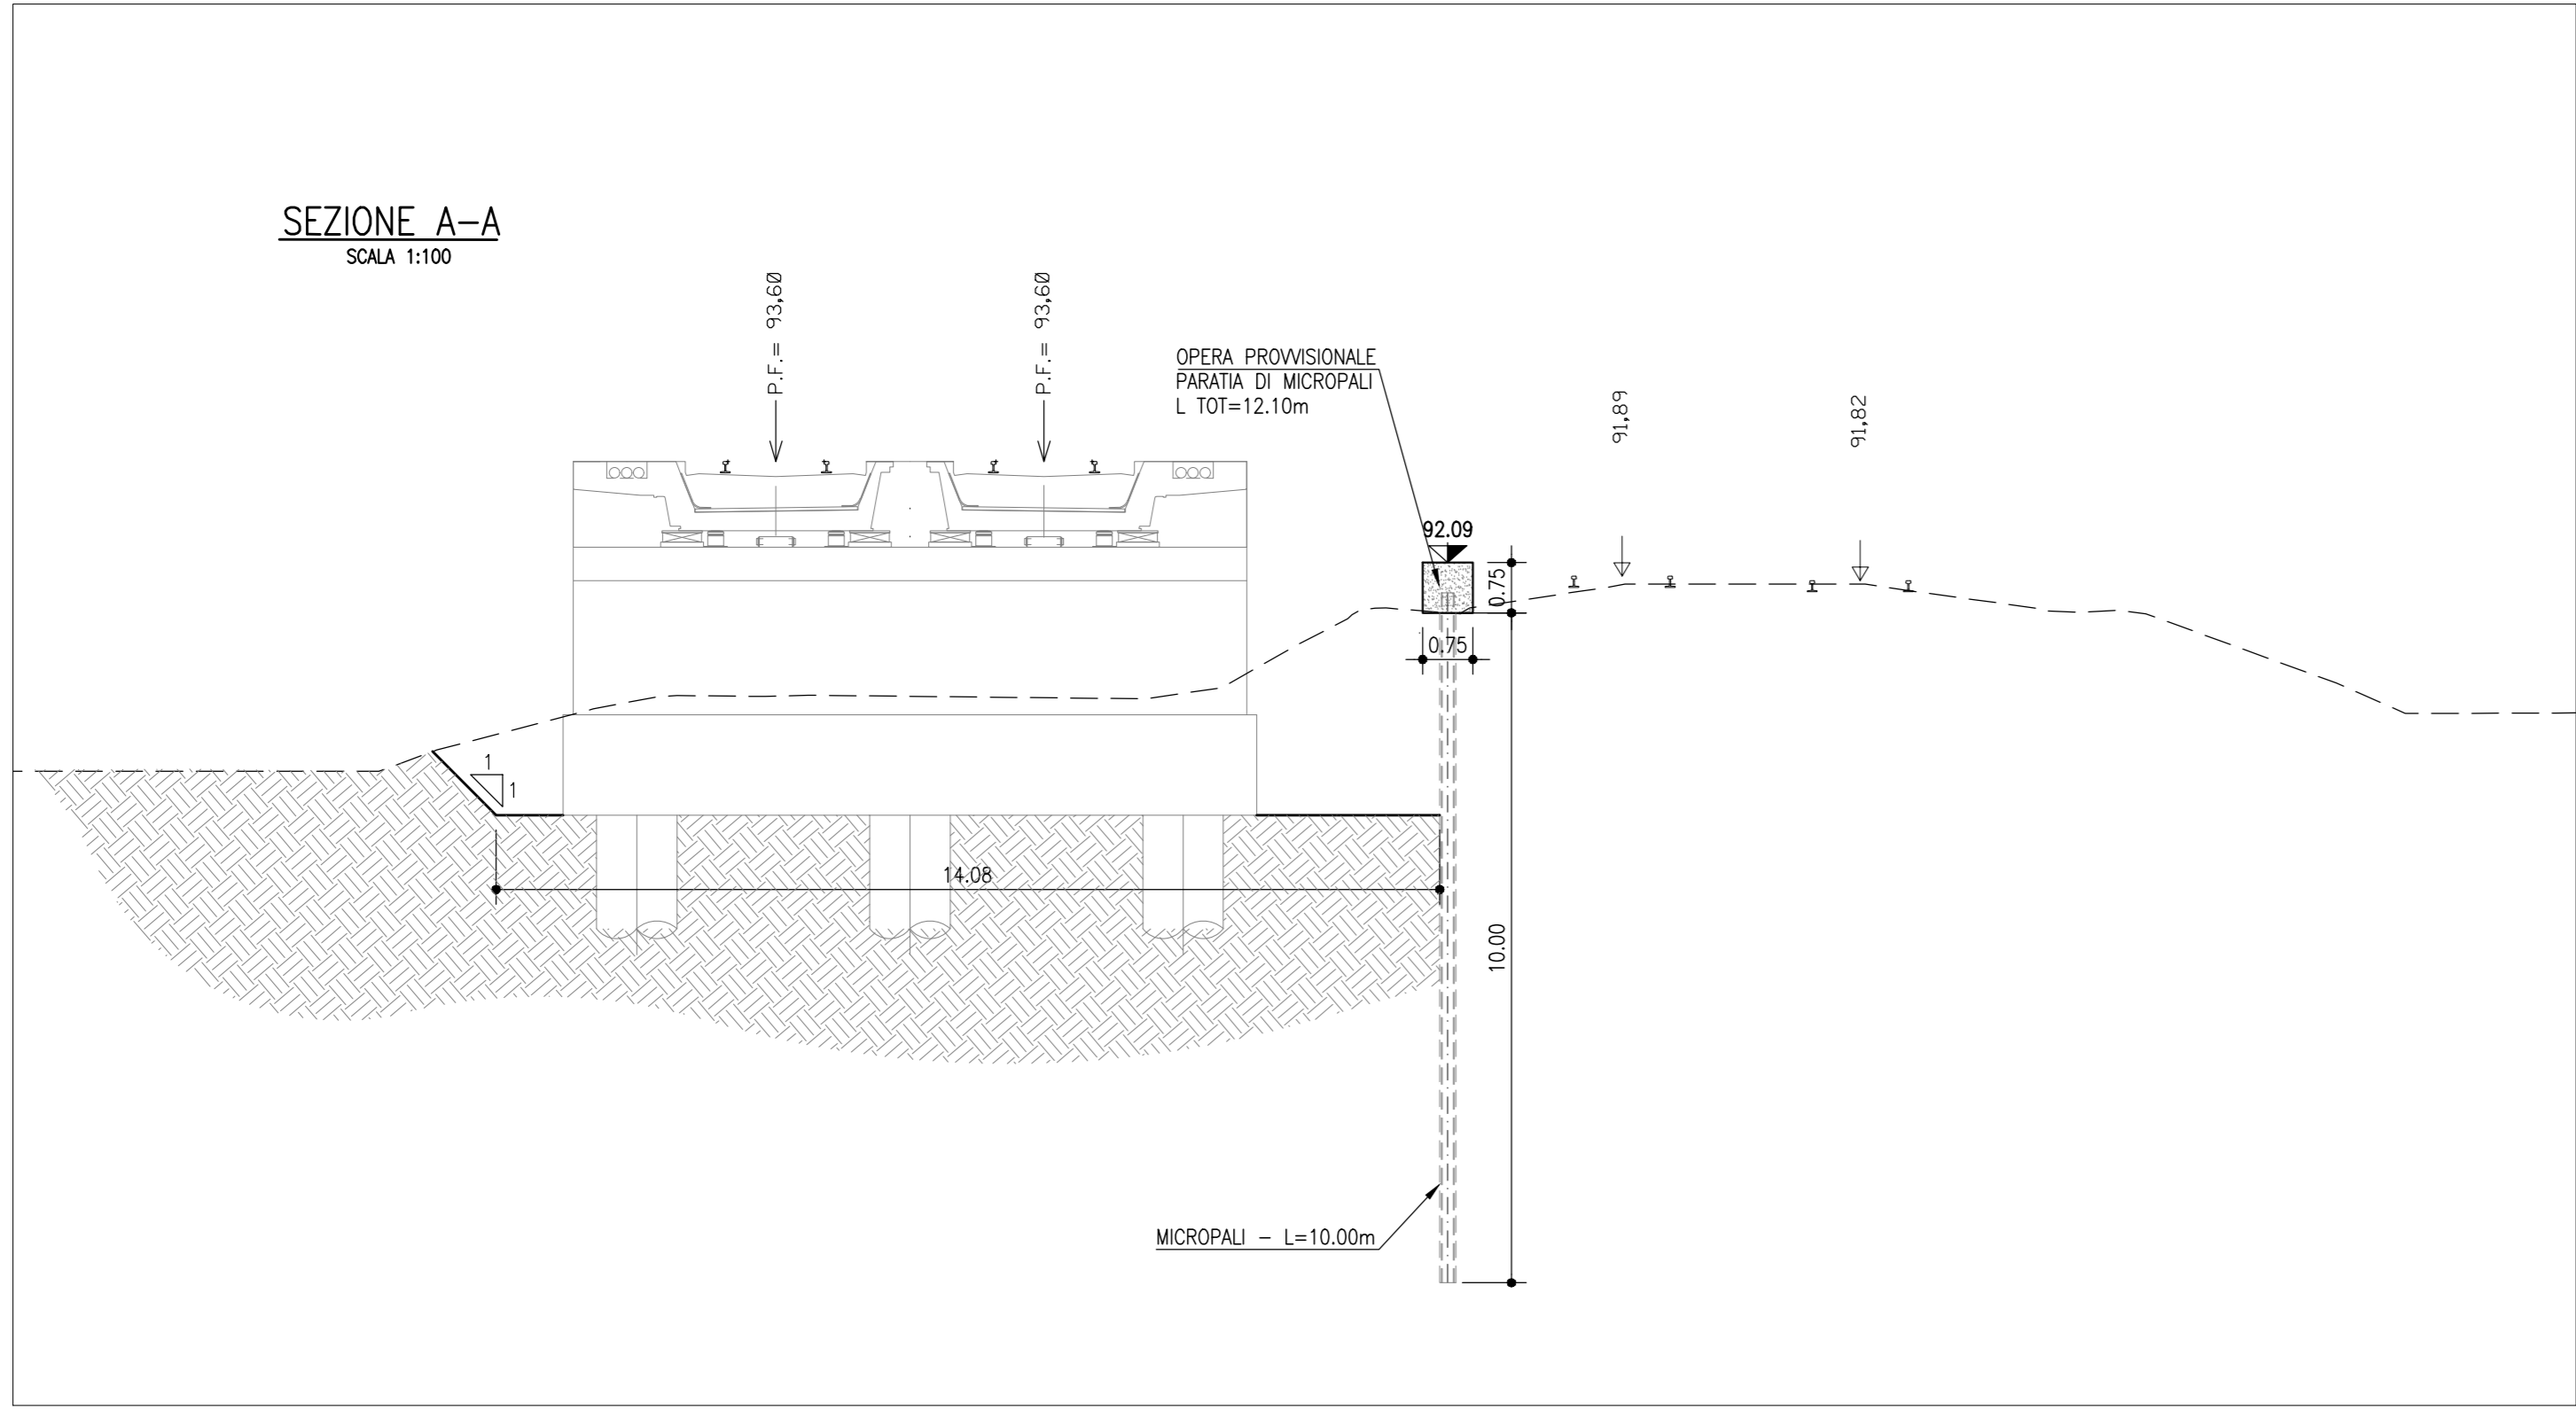 SEZIONE A-A
SCALA 1:100
P.F.= 93,60
P.F.= 93,60
OPERA PROVVISIONALE
PARATIA DI MICROPALI
L TOT=12.10m
91,89
91,82
92.09
0.75
0.75
1
1
14.08
10.00
MICROPALI - L=10.00m